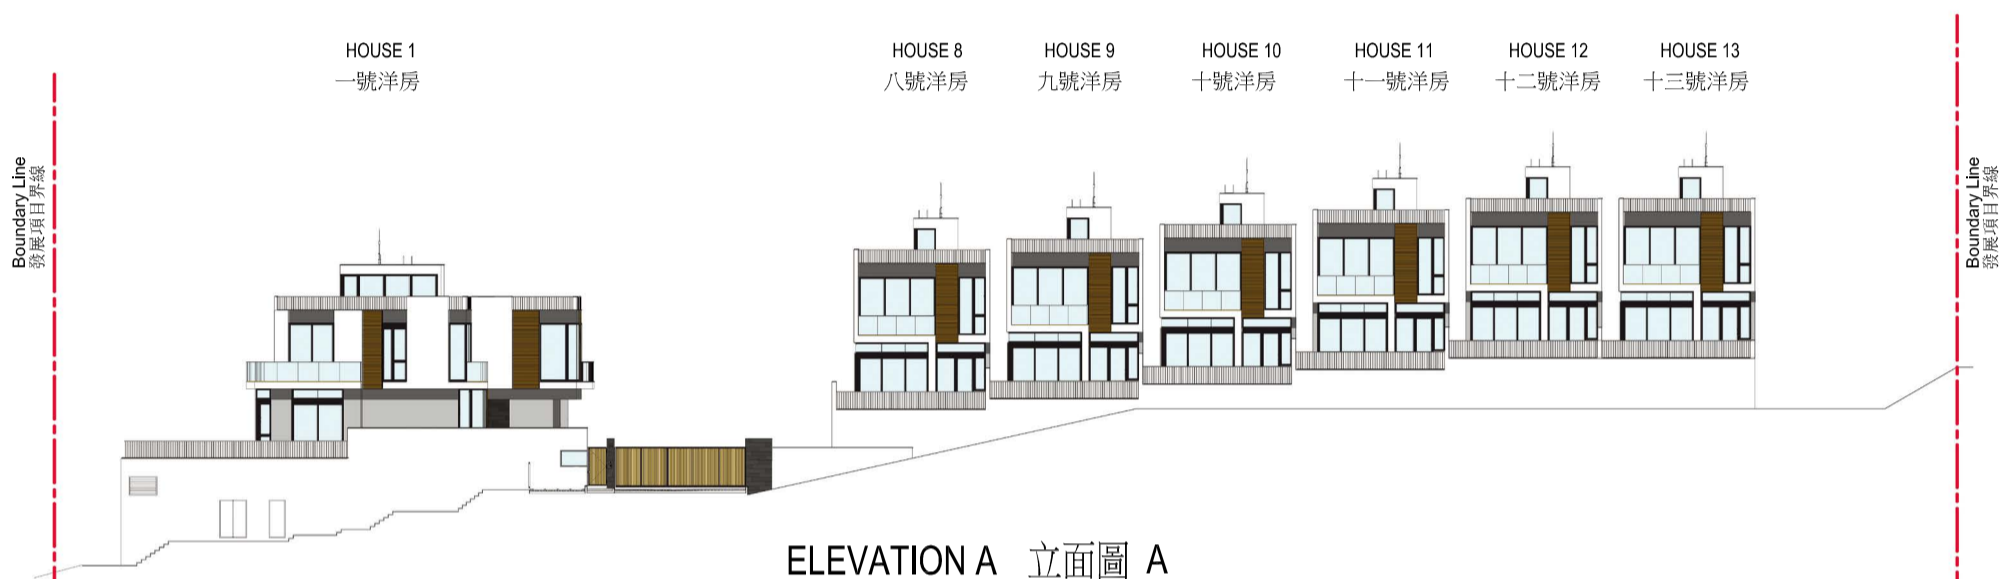 HOUSE 1
一號洋房
HOUSE 8
八號洋房
HOUSE 9
九號洋房
HOUSE 10
十號洋房
HOUSE 11
十一號洋房
HOUSE 12
十二號洋房
HOUSE 13
十三號洋房
Boundary Line
發展項目界線
Boundary Line
發展項目界線
ELEVATION A 立面圖 A